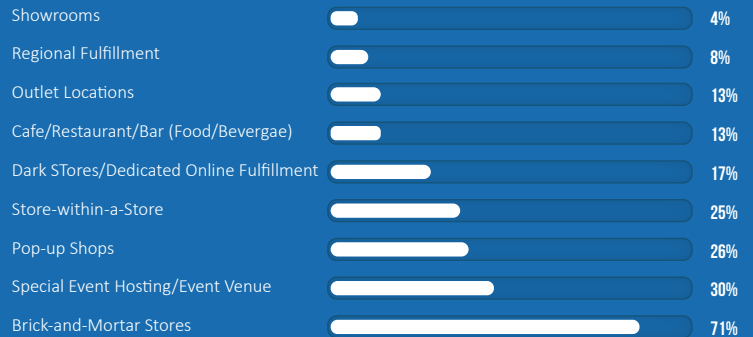 Showrooms 4%
Regional Fulfillment 8%
Outlet Locations 13%
Cafe/Restaurant/Bar (Food/Bevergae) 13%
Dark STores/Dedicated Online Fulfillment 17%
Store-within-a-Store 25%
Pop-up Shops 26%
Special Event Hosting/Event Venue 30%
Brick-and-Mortar Stores 71%